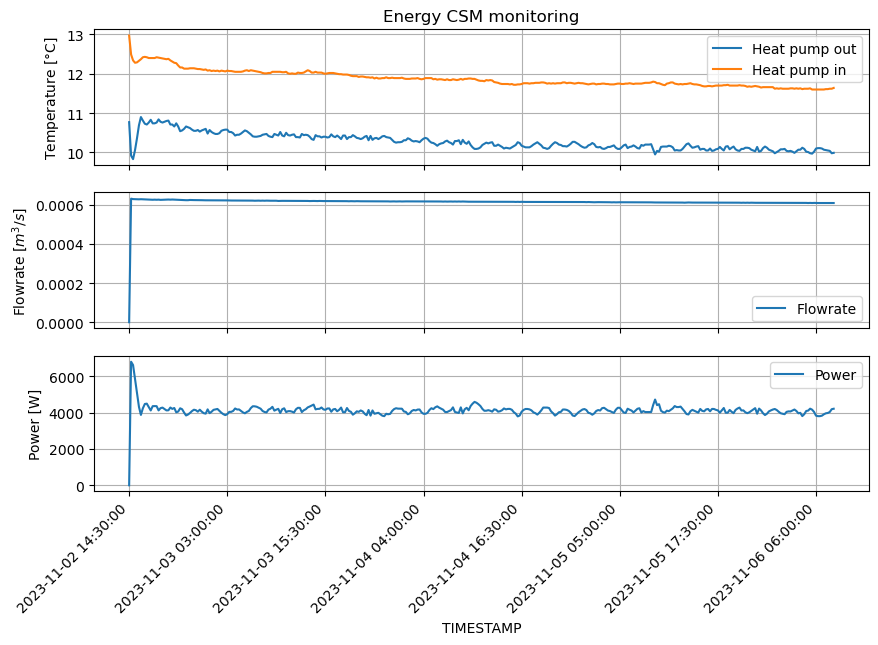 Energy CSM monitoring
Temperature [°C]
13
12
11
10
Heat pump out
Heat pump in
Flowrate [m³/s]
0.0006
0.0004
0.0002
0.0000
Flowrate
Power [W]
6000
4000
2000
0
Power
2023-11-02 14:30:00
2023-11-03 03:00:00
2023-11-03 15:30:00
2023-11-04 04:00:00
2023-11-04 16:30:00
2023-11-05 05:00:00
2023-11-05 17:30:00
2023-11-06 06:00:00
TIMESTAMP